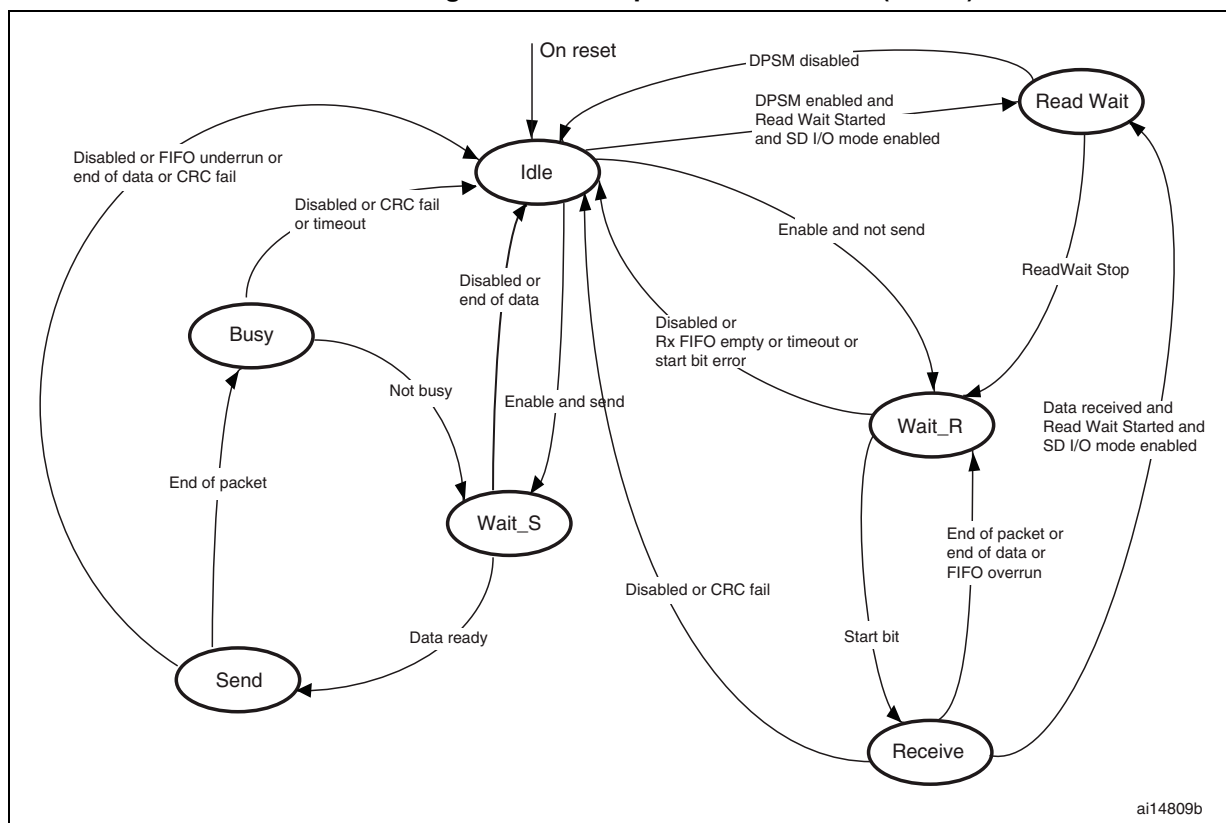 On reset
DPSM disabled
Read Wait
DPSM enabled and
Read Wait Started
and SD I/O mode enabled
Disabled or FIFO underrun or
end of data or CRC fail
Idle
Disabled or CRC fail
or timeout
Enable and not send
ReadWait Stop
Disabled or
end of data
Disabled or
Rx FIFO empty or timeout or
start bit error
Busy
Not busy
Enable and send
Wait_R
Data received and
Read Wait Started and
SD I/O mode enabled
End of packet
Wait_S
End of packet or
end of data or
FIFO overrun
Disabled or CRC fail
Data ready
Start bit
Send
Receive
ai14809b